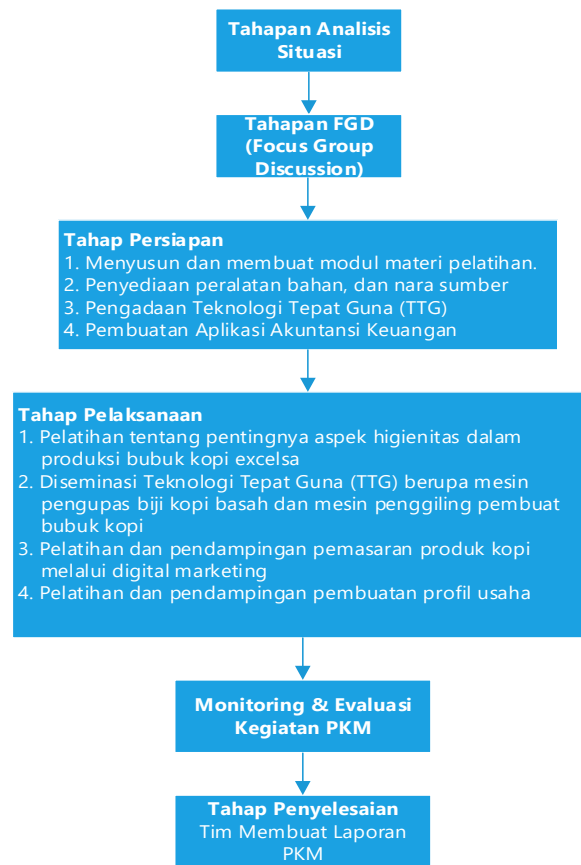 Tahapan Analisis
Situasi
Tahapan FGD
(Focus Group
Discussion)
Tahap Persiapan
1. Menyusun dan membuat modul materi pelatihan.
2. Penyediaan peralatan bahan, dan nara sumber
3. Pengadaan Teknologi Tepat Guna (TTG)
4. Pembuatan Aplikasi Akuntansi Keuangan
Tahap Pelaksanaan
1. Pelatihan tentang pentingnya aspek higienitas dalam
produksi bubuk kopi excelsa
2. Diseminasi Teknologi Tepat Guna (TTG) berupa mesin
pengupas biji kopi basah dan mesin penggiling pembuat
bubuk kopi
3. Pelatihan dan pendampingan pemasaran produk kopi
melalui digital marketing
4. Pelatihan dan pendampingan pembuatan profil usaha
Monitoring & Evaluasi
Kegiatan PKM
Tahap Penyelesaian
Tim Membuat Laporan
PKM